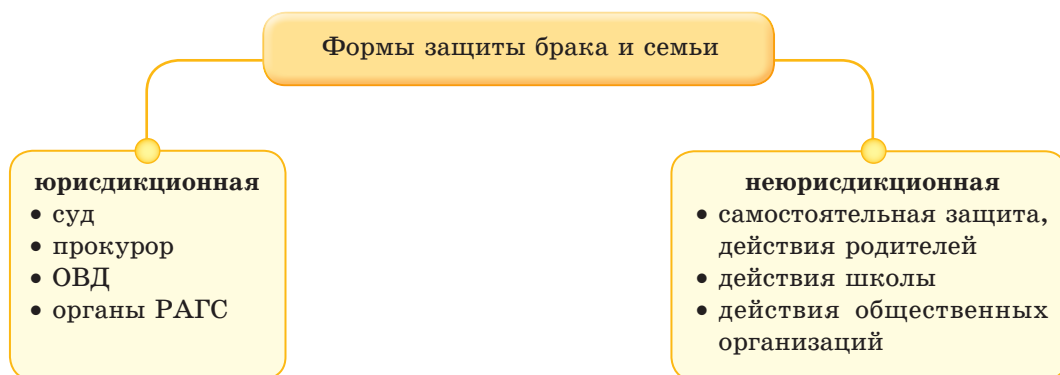 Формы защиты брака и семьи
юрисдикционная
• суд
• прокурор
• ОВД
• органы РАГС
неюрисдикционная
• самостоятельная защита,
действия родителей
• действия школы
• действия общественных
организаций